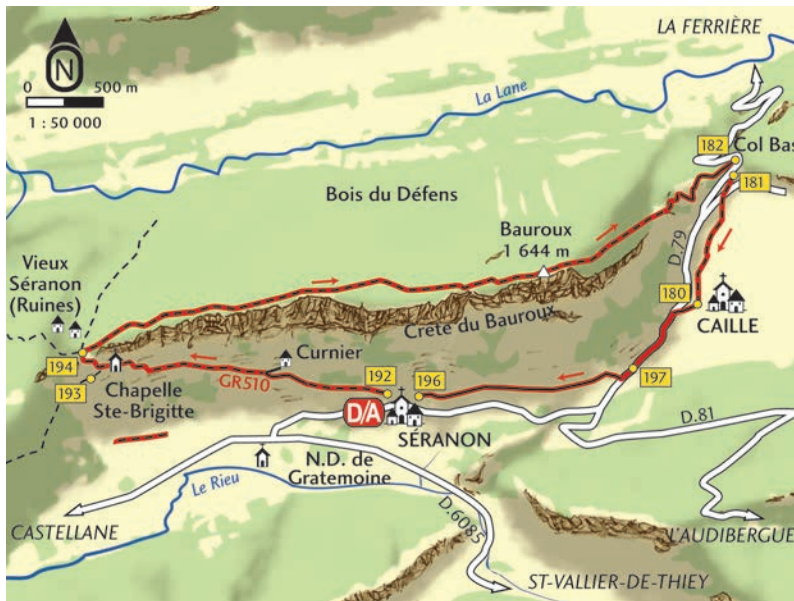 LA FERRIÈRE
N
0 500 m
1 : 50 000
La Lane
182
Col Bas
181
Bois du Défens
Bauroux
1 644 m
D.79
Vieux
Séranon
(Ruines)
180
CAILLE
Crête du Bauroux
Curnier
194
193
Chapelle
Ste-Brigitte
GR510
192
196
197
D/A
SÉRANON
D.81
N.D. de
Gratemoine
Le Rieu
CASTELLANE
D.6085
L'AUDIBERGUE
ST-VALLIER-DE-THIEY